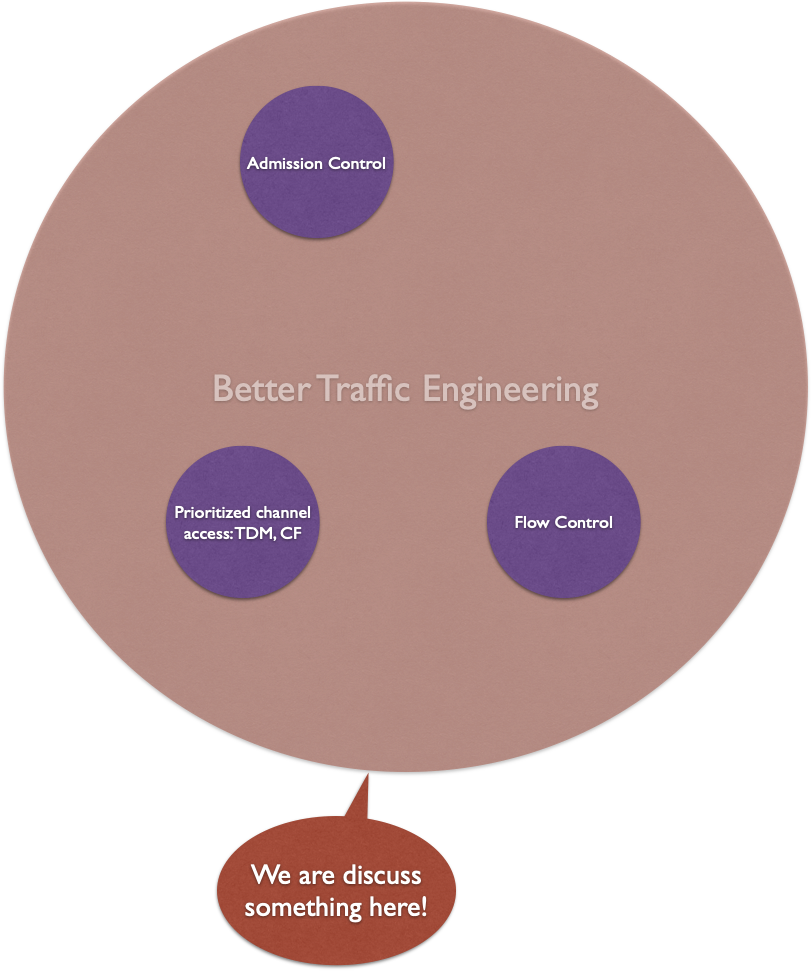 Admission Control
Better Traffic Engineering
Prioritized channel
access: TDM, CF
Flow Control
We are discuss
something here!